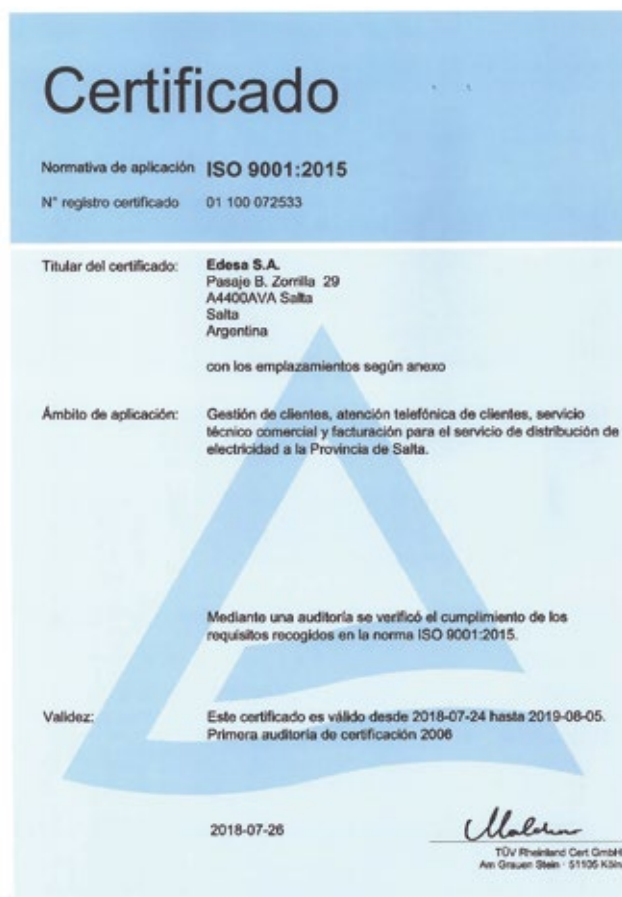 Certificado
Normativa de aplicación ISO 9001:2015
N° registro certificado 01 100 072533
Titular del certificado: Edesa S.A.
Pasaje B. Zorrilla 29
A4400AVA Salta
Salta
Argentina
con los emplazamientos según anexo
Ámbito de aplicación: Gestión de clientes, atención telefónica de clientes, servicio
técnico comercial y facturación para el servicio de distribución de
electricidad a la Provincia de Salta.
Mediante una auditoría se verificó el cumplimiento de los
requisitos recogidos en la norma ISO 9001:2015.
Validez: Este certificado es válido desde 2018-07-24 hasta 2019-08-05.
Primera auditoría de certificación 2006
2018-07-26
TÜV Rheinland Cert GmbH
Am Grauen Stein · 51105 Köln